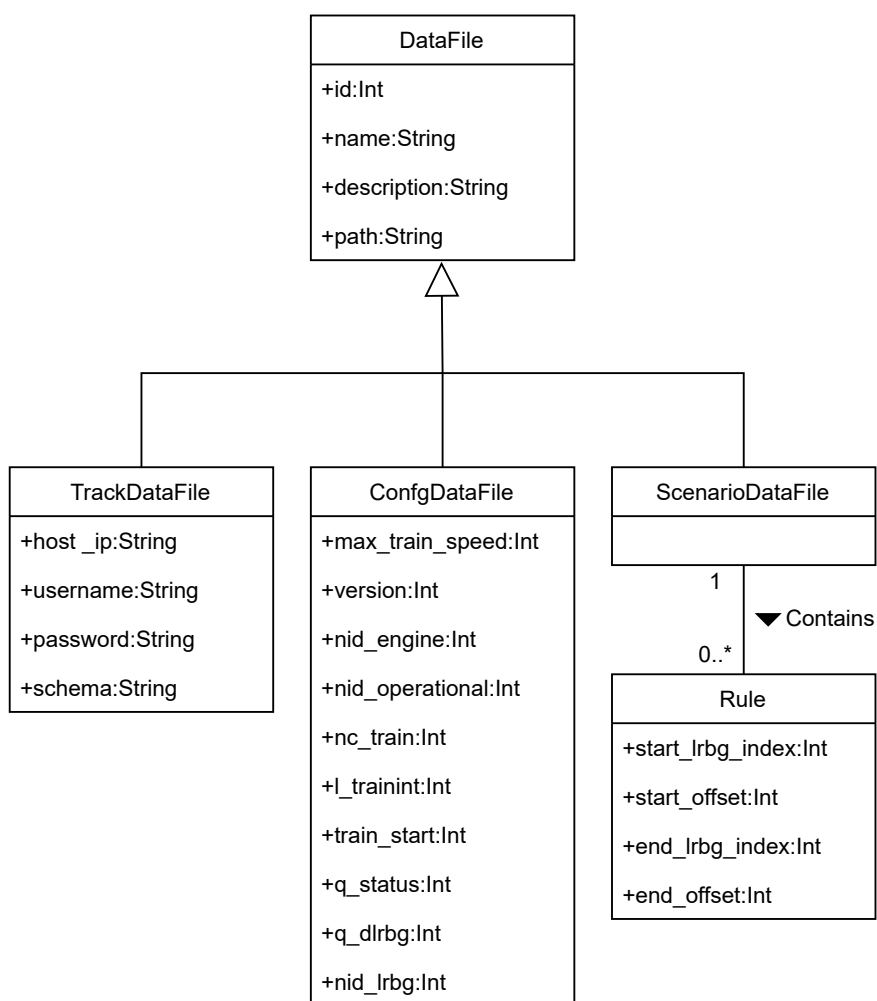 DataFile
+id:Int
+name:String
+description:String
+path:String
TrackDataFile
+host _ip:String
+username:String
+password:String
+schema:String
ConfgDataFile
+max_train_speed:Int
+version:Int
+nid_engine:Int
+nid_operational:Int
+nc_train:Int
+l_trainint:Int
+train_start:Int
+q_status:Int
+q_dlrbg:Int
+nid_lrbg:Int
ScenarioDataFile
1
Contains
0..*
Rule
+start_lrbg_index:Int
+start_offset:Int
+end_lrbg_index:Int
+end_offset:Int